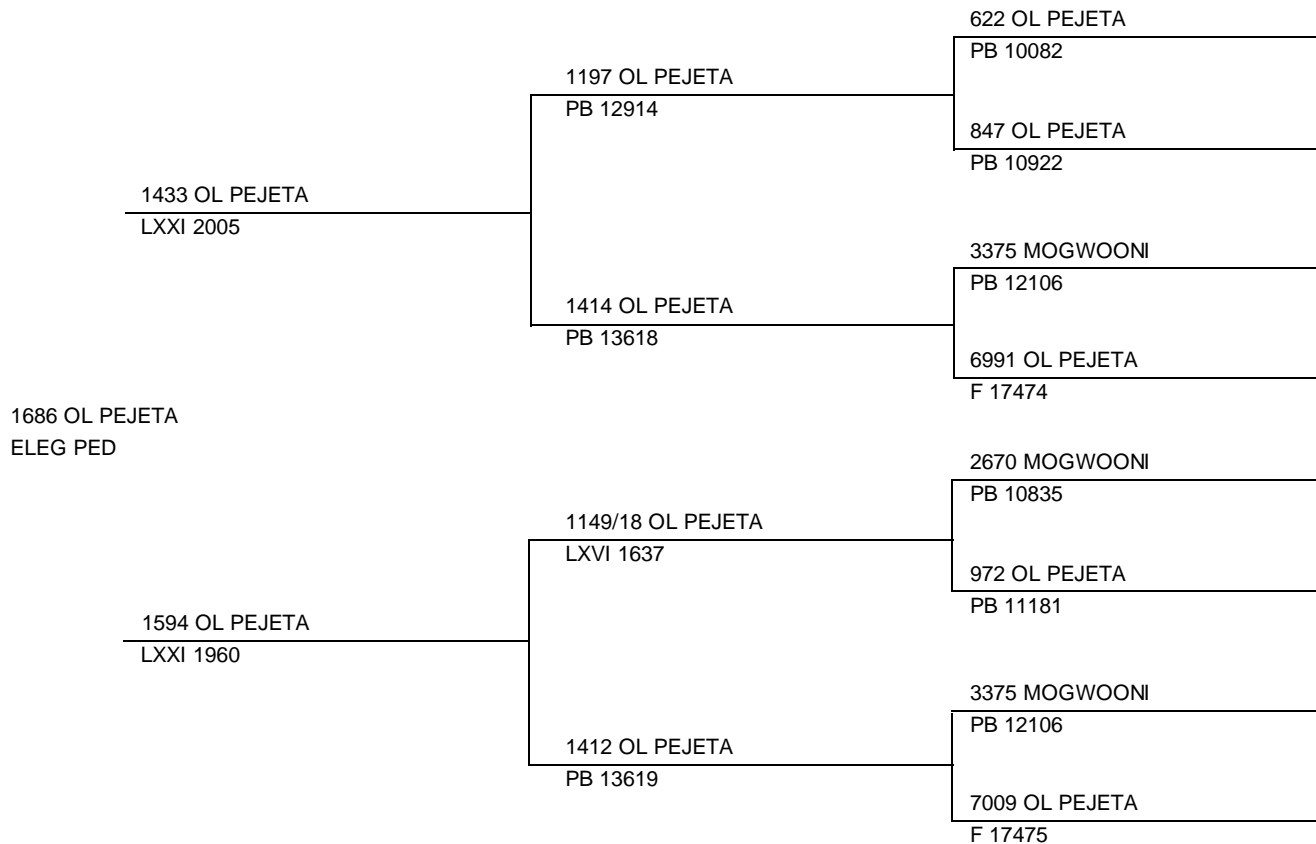 622 OL PEJETA
PB 10082
1197 OL PEJETA
PB 12914
847 OL PEJETA
PB 10922
1433 OL PEJETA
LXXI 2005
3375 MOGWOONI
PB 12106
1414 OL PEJETA
PB 13618
6991 OL PEJETA
F 17474
1686 OL PEJETA
ELEG PED
2670 MOGWOONI
PB 10835
1149/18 OL PEJETA
LXVI 1637
972 OL PEJETA
PB 11181
1594 OL PEJETA
LXXI 1960
3375 MOGWOONI
PB 12106
1412 OL PEJETA
PB 13619
7009 OL PEJETA
F 17475